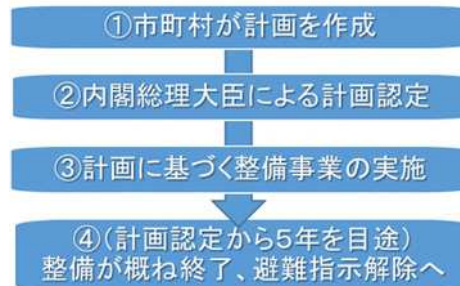 ①市町村が計画を作成
②内閣総理大臣による計画認定
③計画に基づく整備事業の実施
④(計画認定から5年を目途)
整備が概ね終了、避難指示解除へ